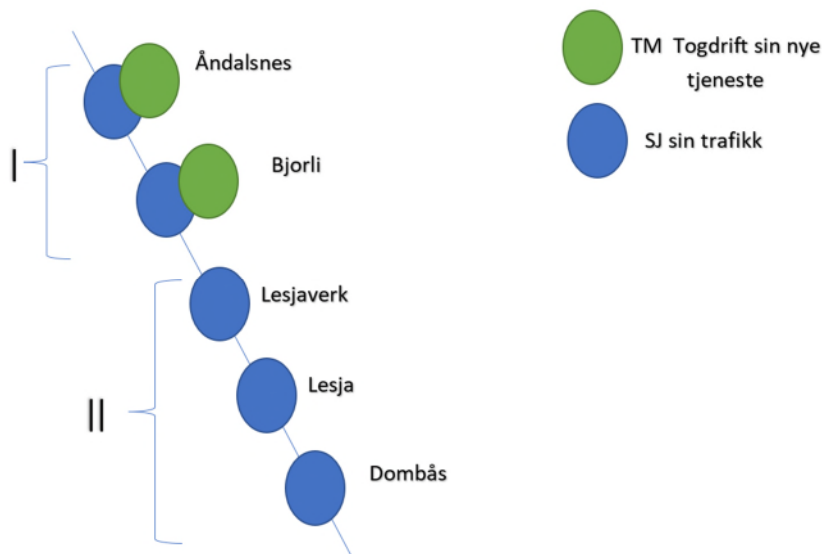 Åndalsnes
Bjorli
Lesjaverk
Lesja
Dombås
I
II
TM Togdrift sin nye
tjeneste
SJ sin trafikk